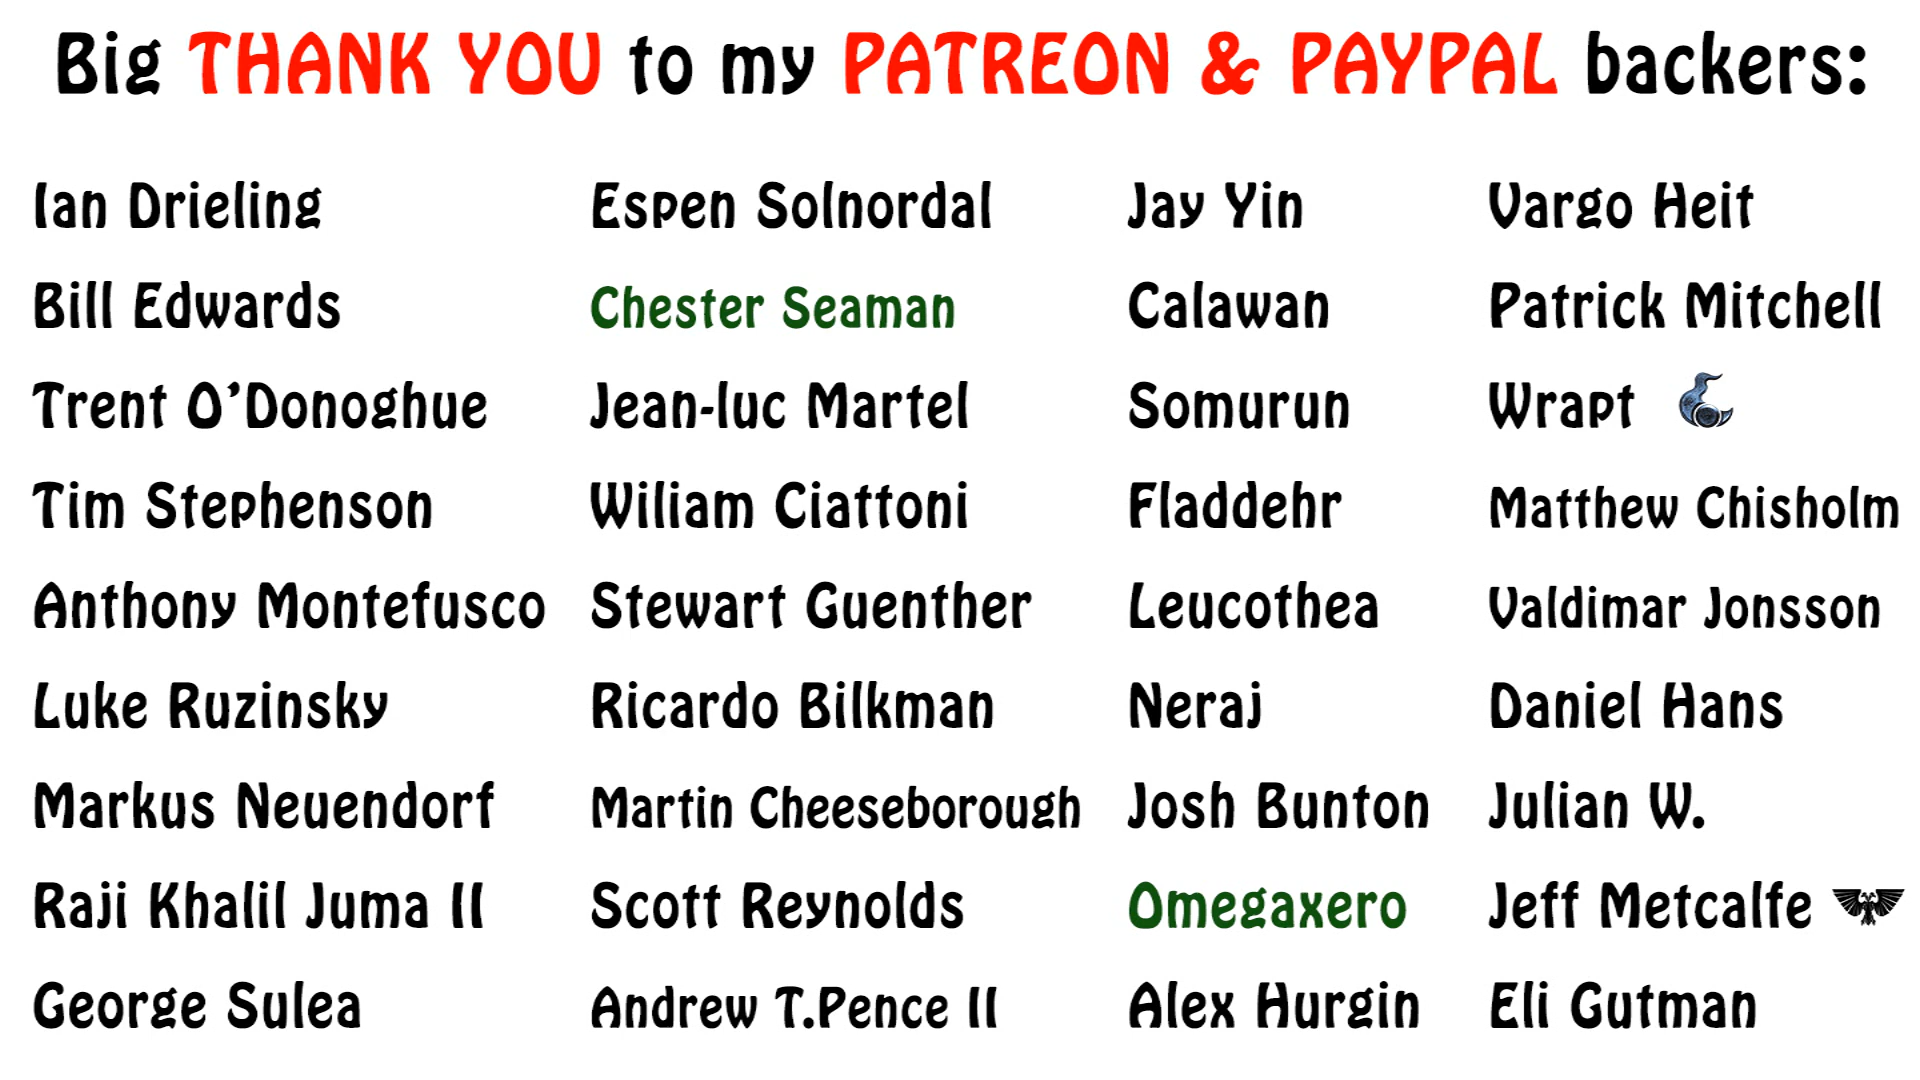 Big THANK YOU to my PATREON & PAYPAL backers:
Ian Drieling Espen Solnordal Jay Yin Vargo Heit
Bill Edwards Chester Seaman Calawan Patrick Mitchell
Trent O’Donoghue Jean-luc Martel Somurun Wrapt
Tim Stephenson Wiliam Ciattoni Fladdehr Matthew Chisholm
Anthony Montefusco Stewart Guenther Leucothea Valdimar Jonsson
Luke Ruzinsky Ricardo Bilkman Neraj Daniel Hans
Markus Neuendorf Martin Cheeseborough Josh Bunton Julian W.
Raji Khalil Juma II Scott Reynolds Omegaxero Jeff Metcalfe
George Sulea Andrew T.Pence II Alex Hurgin Eli Gutman